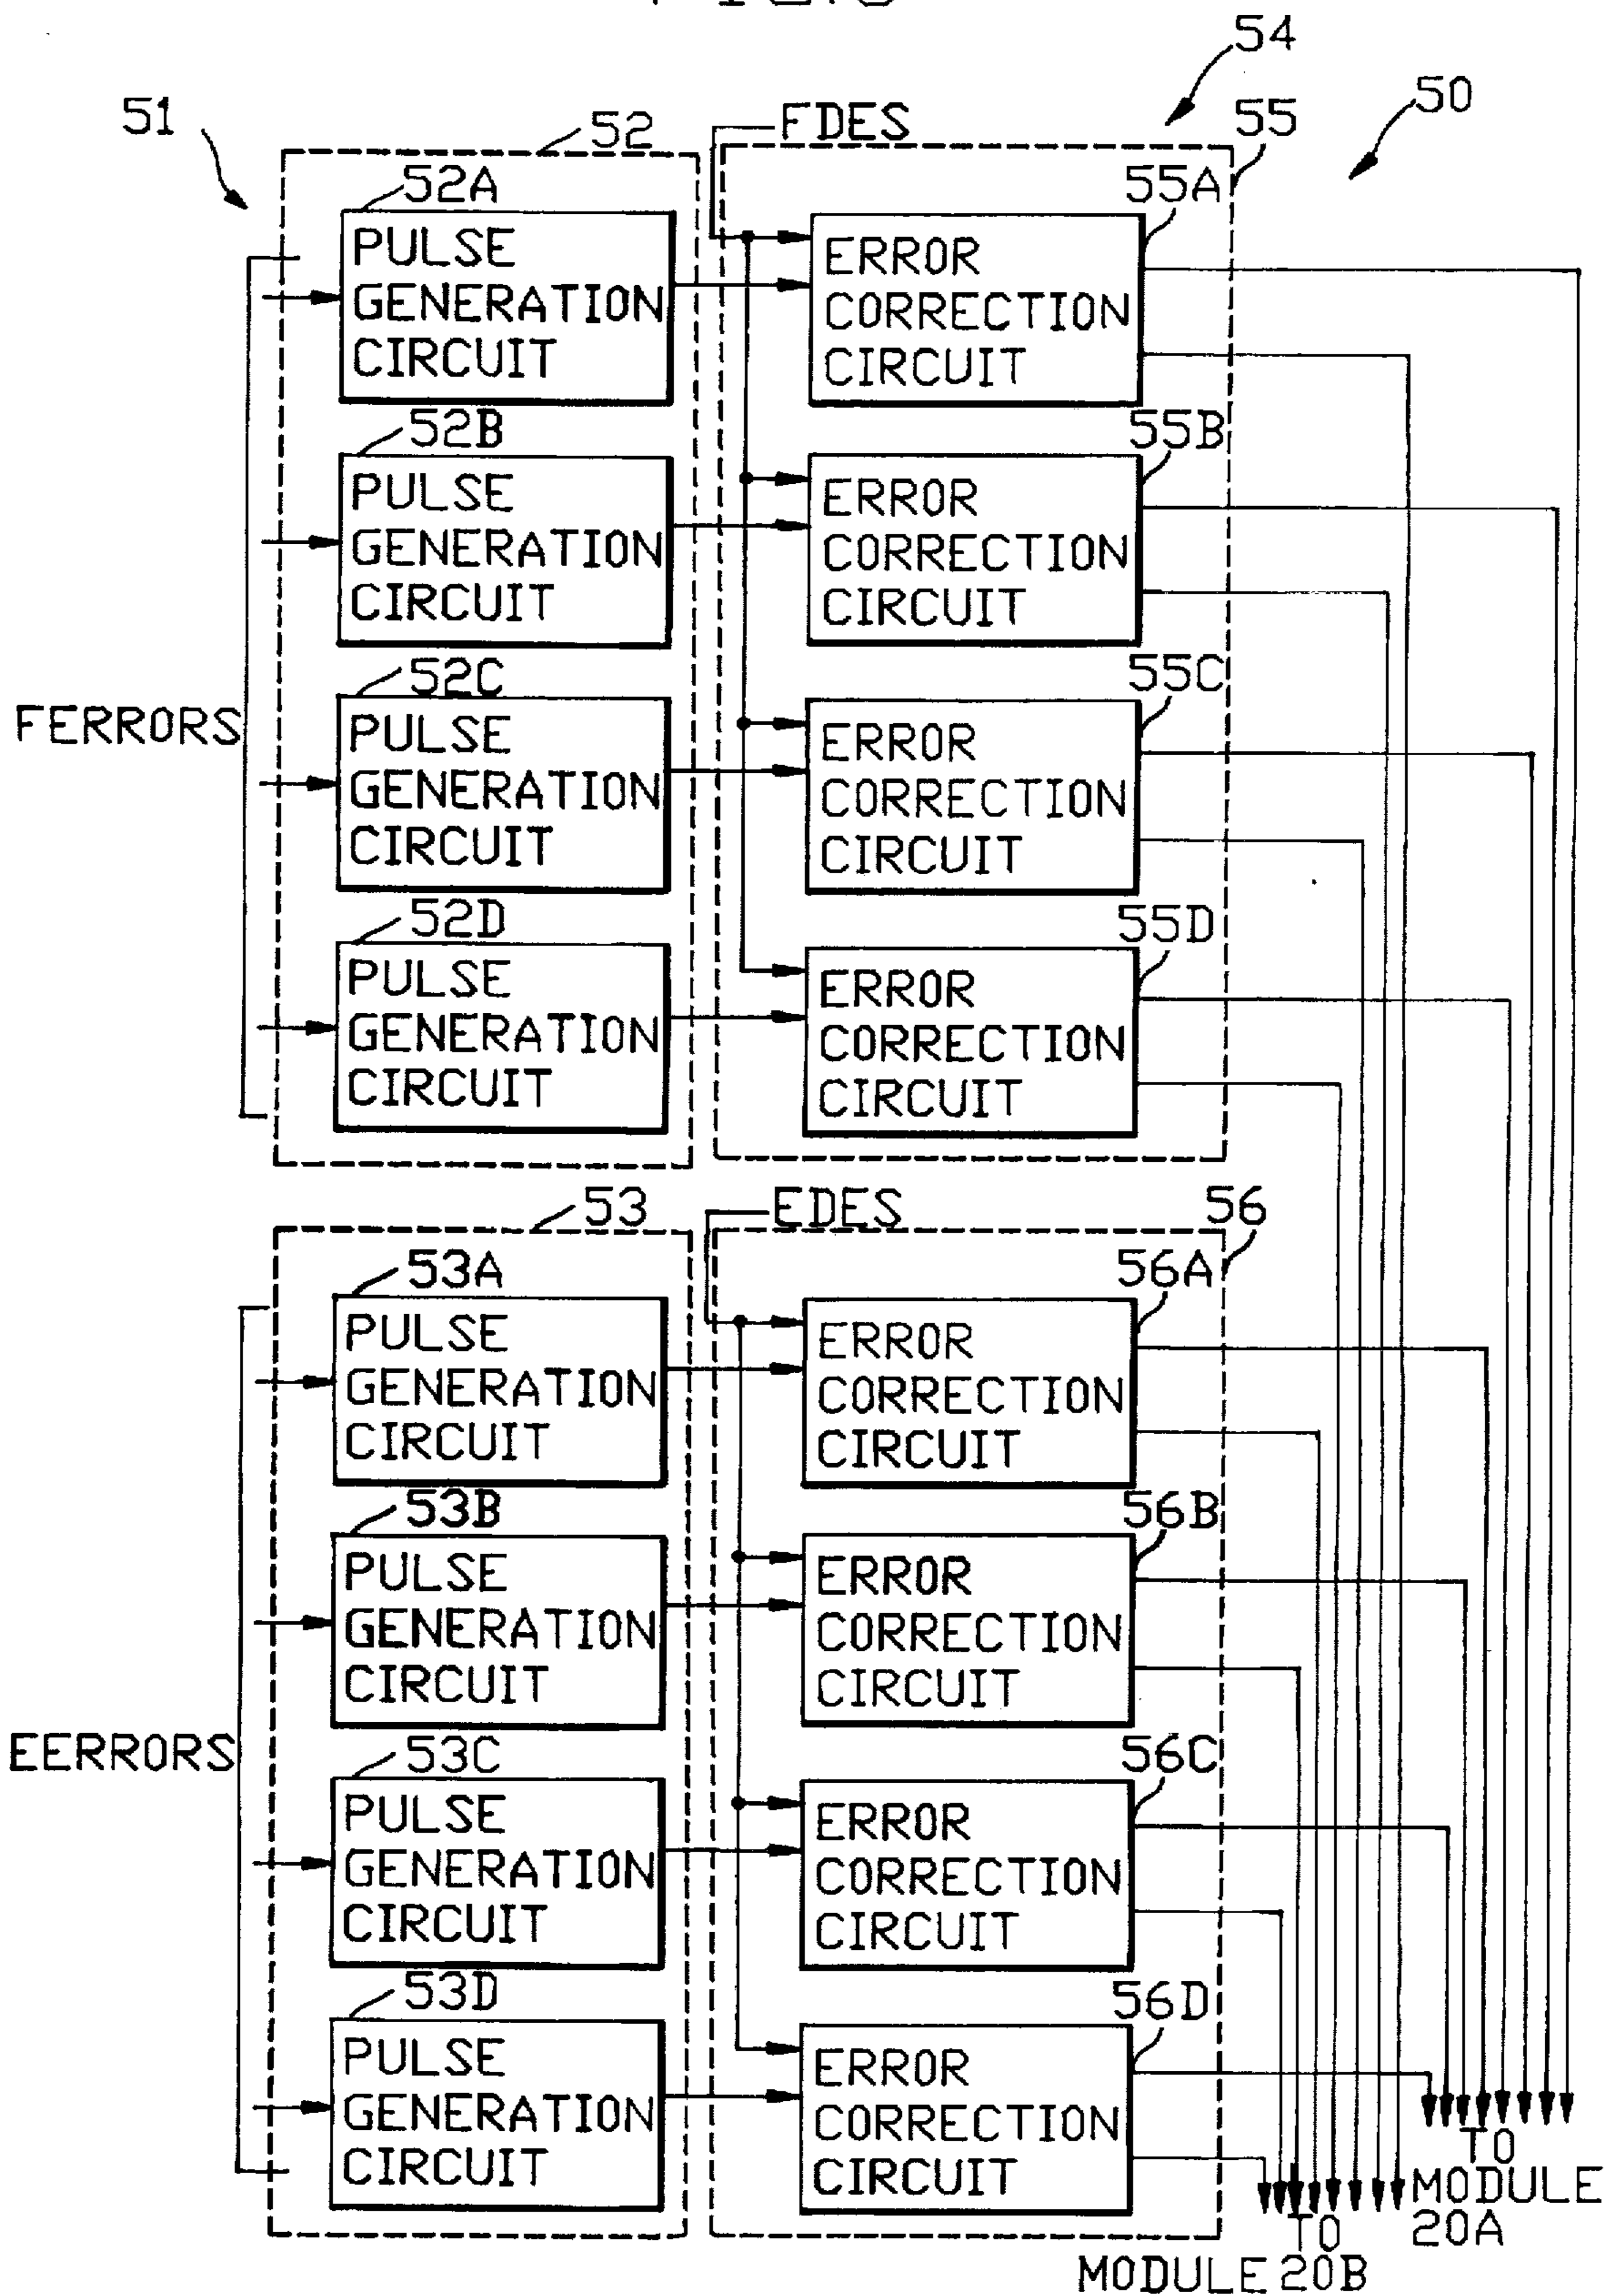 54
50
51
52
FDES
55
52A
55A
PULSE
GENERATION
CIRCUIT
ERROR
CORRECTION
CIRCUIT
52B
55B
PULSE
GENERATION
CIRCUIT
ERROR
CORRECTION
CIRCUIT
52C
55C
FERRORS
PULSE
GENERATION
CIRCUIT
ERROR
CORRECTION
CIRCUIT
52D
55D
PULSE
GENERATION
CIRCUIT
ERROR
CORRECTION
CIRCUIT
53
EDES
56
53A
56A
PULSE
GENERATION
CIRCUIT
ERROR
CORRECTION
CIRCUIT
53B
56B
PULSE
GENERATION
CIRCUIT
ERROR
CORRECTION
CIRCUIT
EERRORS
53C
56C
PULSE
GENERATION
CIRCUIT
ERROR
CORRECTION
CIRCUIT
53D
56D
PULSE
GENERATION
CIRCUIT
ERROR
CORRECTION
CIRCUIT
TO
MODULE
20A
TO
MODULE 20B